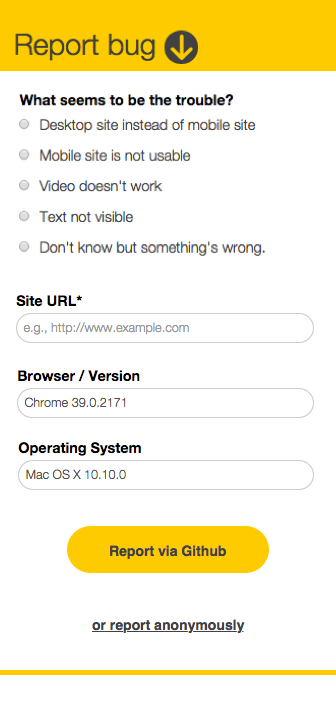 Report bug
What seems to be the trouble?
Desktop site instead of mobile site
Mobile site is not usable
Video doesn't work
Text not visible
Don't know but something's wrong.
Site URL*
e.g., http://www.example.com
Browser / Version
Chrome 39.0.2171
Operating System
Mac OS X 10.10.0
Report via Github
or report anonymously